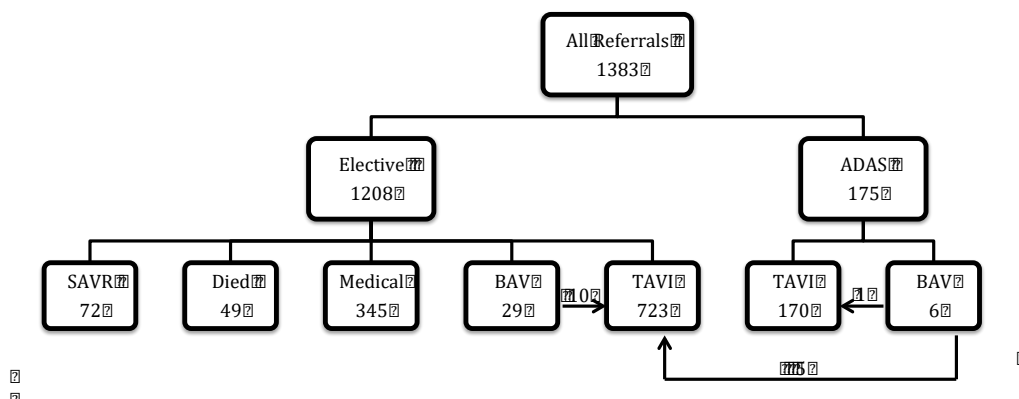 All Referrals
1383
Elective
1208
ADAS
175
SAVR
72
Died
49
Medical
345
BAV
29
10
TAVI
723
TAVI
170
1
BAV
6
5